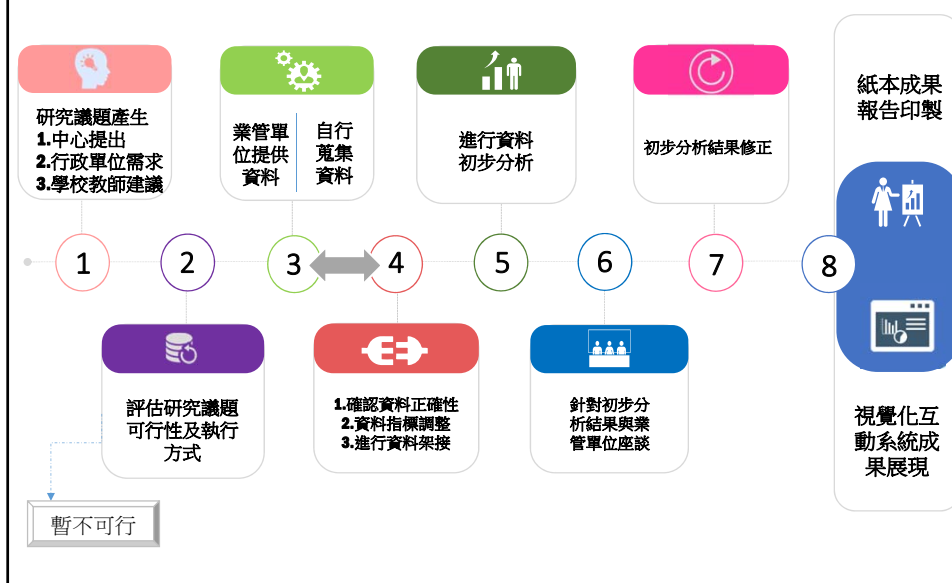 研究議題產生
1.中心提出
2.行政單位需求
3.學校教師建議
業管單
位提供
資料
自行
蒐集
資料
進行資料
初步分析
初步分析結果修正
紙本成果
報告印製
1
2
3
4
5
6
7
8
評估研究議題
可行性及執行
方式
1.確認資料正確性
2.資料指標調整
3.進行資料架接
針對初步分
析結果與業
管單位座談
視覺化互
動系統成
果展現
暫不可行